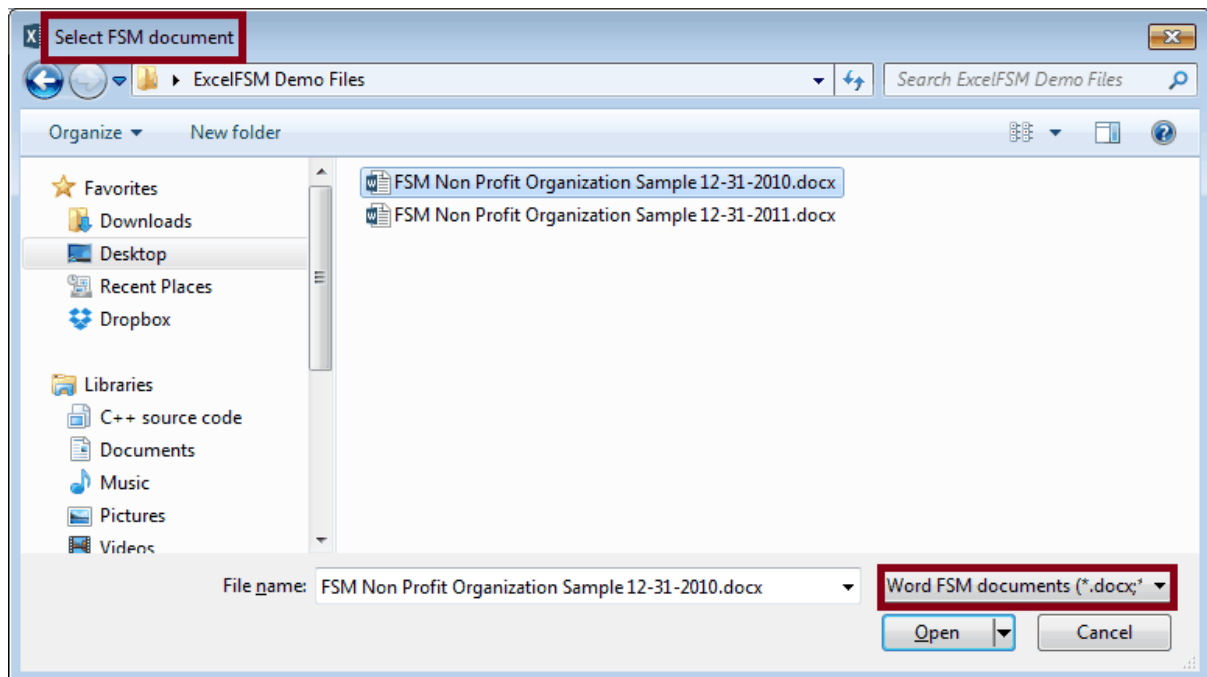 Select FSM document
ExcelFSM Demo Files
Search ExcelFSM Demo Files
Organize
New folder
Favorites
Downloads
Desktop
Recent Places
Dropbox
Libraries
C++ source code
Documents
Music
Pictures
Videos
FSM Non Profit Organization Sample 12-31-2010.docx
FSM Non Profit Organization Sample 12-31-2011.docx
File name: FSM Non Profit Organization Sample 12-31-2010.docx
Word FSM documents (*.docx;*
Open
Cancel